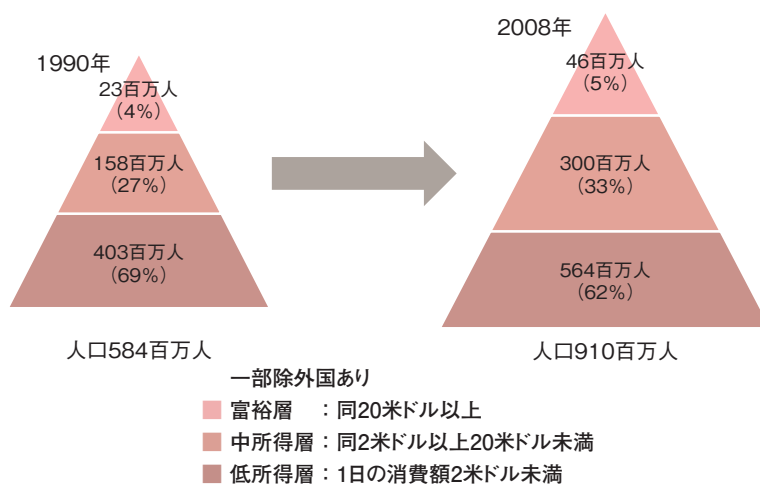 1990年
23百万人
（4%）
158百万人
（27%）
403百万人
（69%）
人口584百万人
2008年
46百万人
（5%）
300百万人
（33%）
564百万人
（62%）
人口910百万人
一部除外国あり
富裕層　：同20米ドル以上
中所得層：同2米ドル以上20米ドル未満
低所得層：1日の消費額2米ドル未満